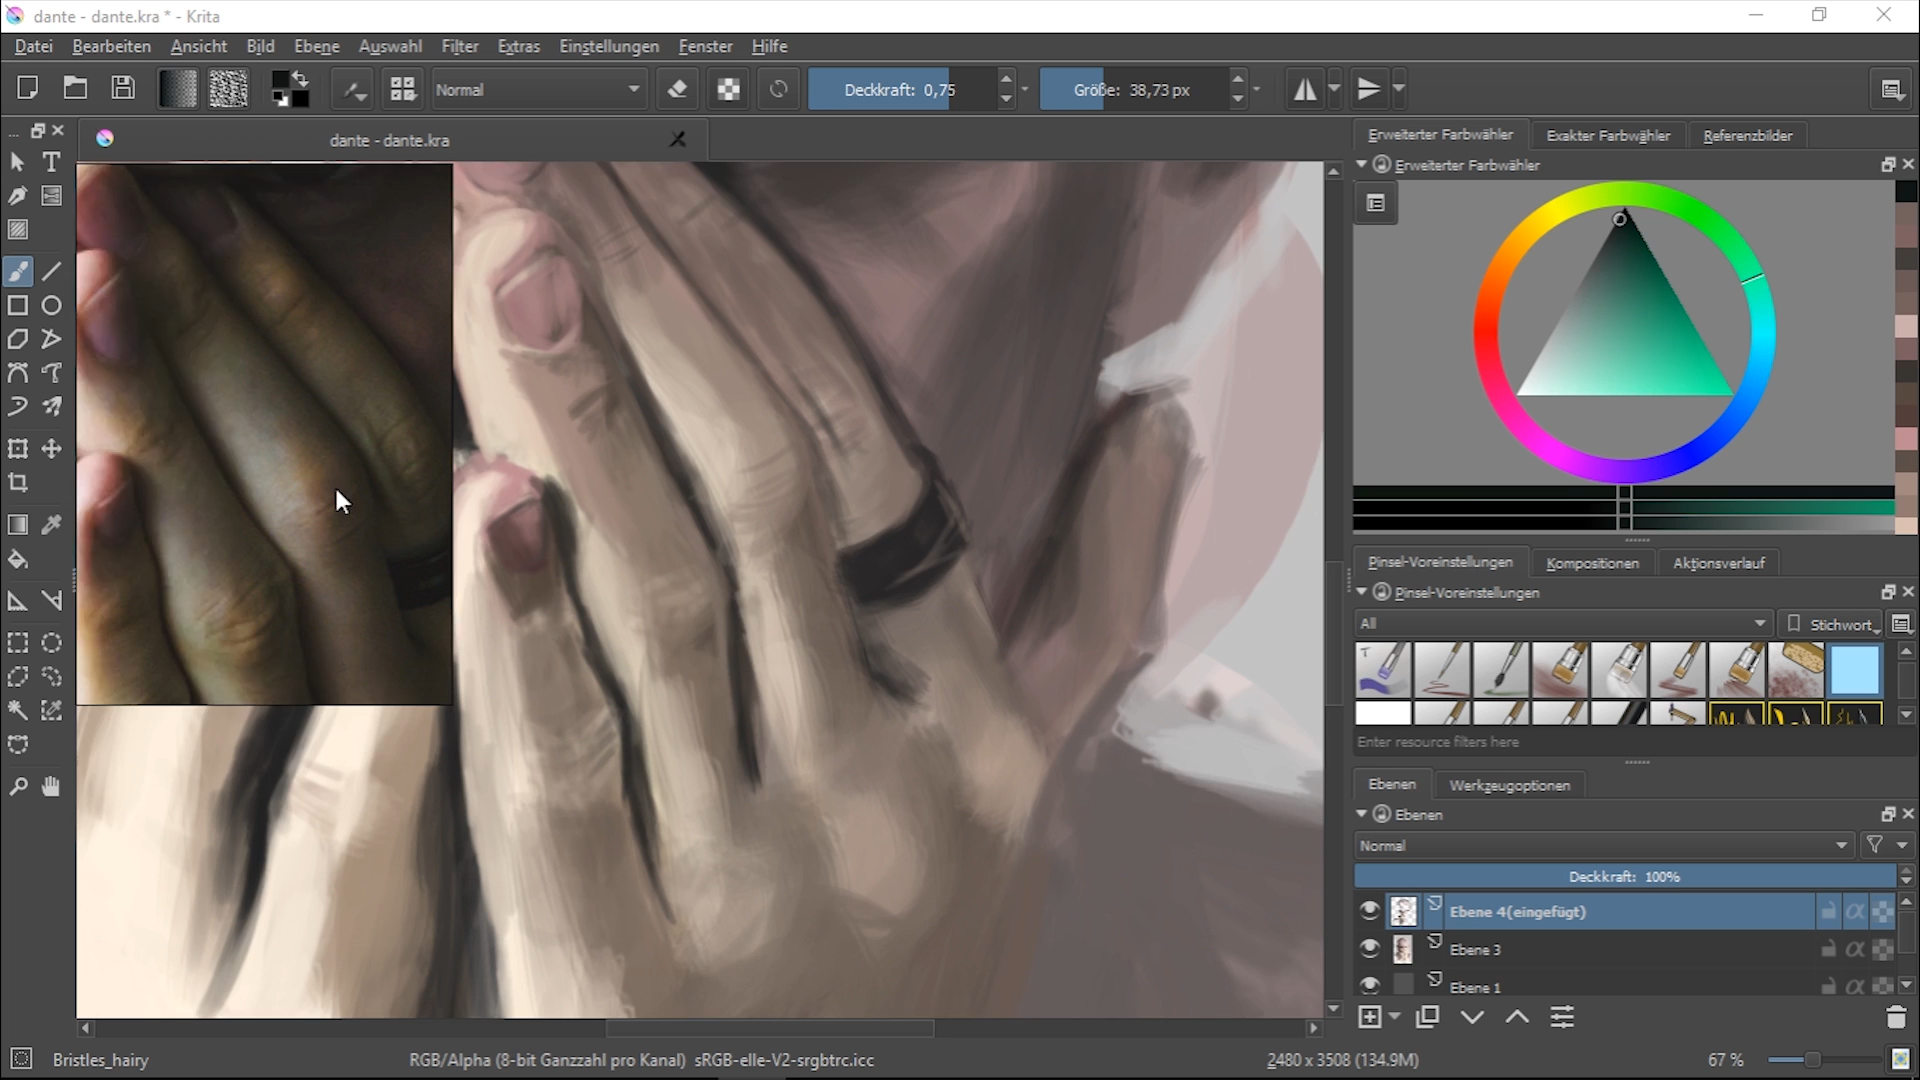 dante - dante.kra * - Krita
Datei Bearbeiten Ansicht Bild Ebene Auswahl Filter Extras Einstellungen Fenster Hilfe
Normal Deckkraft: 0,75 Größe: 38,73 px
dante - dante.kra
Erweiterter Farbwähler Exakter Farbwähler Referenzbilder
Erweiterter Farbwähler
Pinsel-Voreinstellungen Kompositionen Aktionsverlauf
Pinsel-Voreinstellungen
All Stichwort
Enter resource filters here
Ebenen Werkzeugoptionen
Ebenen
Normal
Deckkraft: 100%
Ebene 4(eingefügt)
Ebene 3
Ebene 1
Bristles_hairy RGB/Alpha (8-bit Ganzzahl pro Kanal) sRGB-elle-V2-srgbtrc.icc 2480 x 3508 (134.9M) 67 %